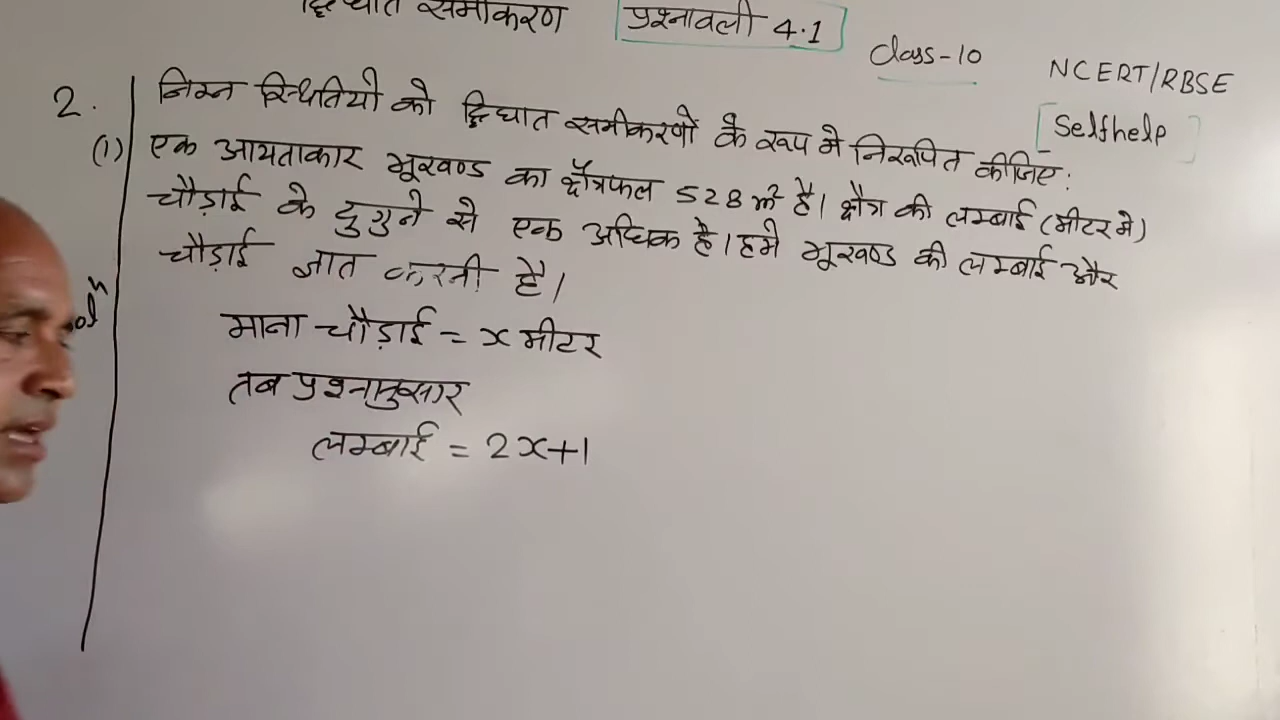 द्विघात समीकरण प्रश्नावली 4.1
Class-10
NCERT/RBSE
Selfhelp
2. निम्न स्थितियों को द्विघात समीकरणों के रूप में निरूपित कीजिए:
(1) एक आयताकार भूखण्ड का क्षेत्रफल 528 m² है। क्षेत्र की लम्बाई (मीटर मे)
चौड़ाई के दुगुने से एक अधिक है। हमे भूखण्ड की लम्बाई और
चौड़ाई ज्ञात करनी है।
माना चौड़ाई = x मीटर
तब प्रश्नानुसार
लम्बाई = 2x+1